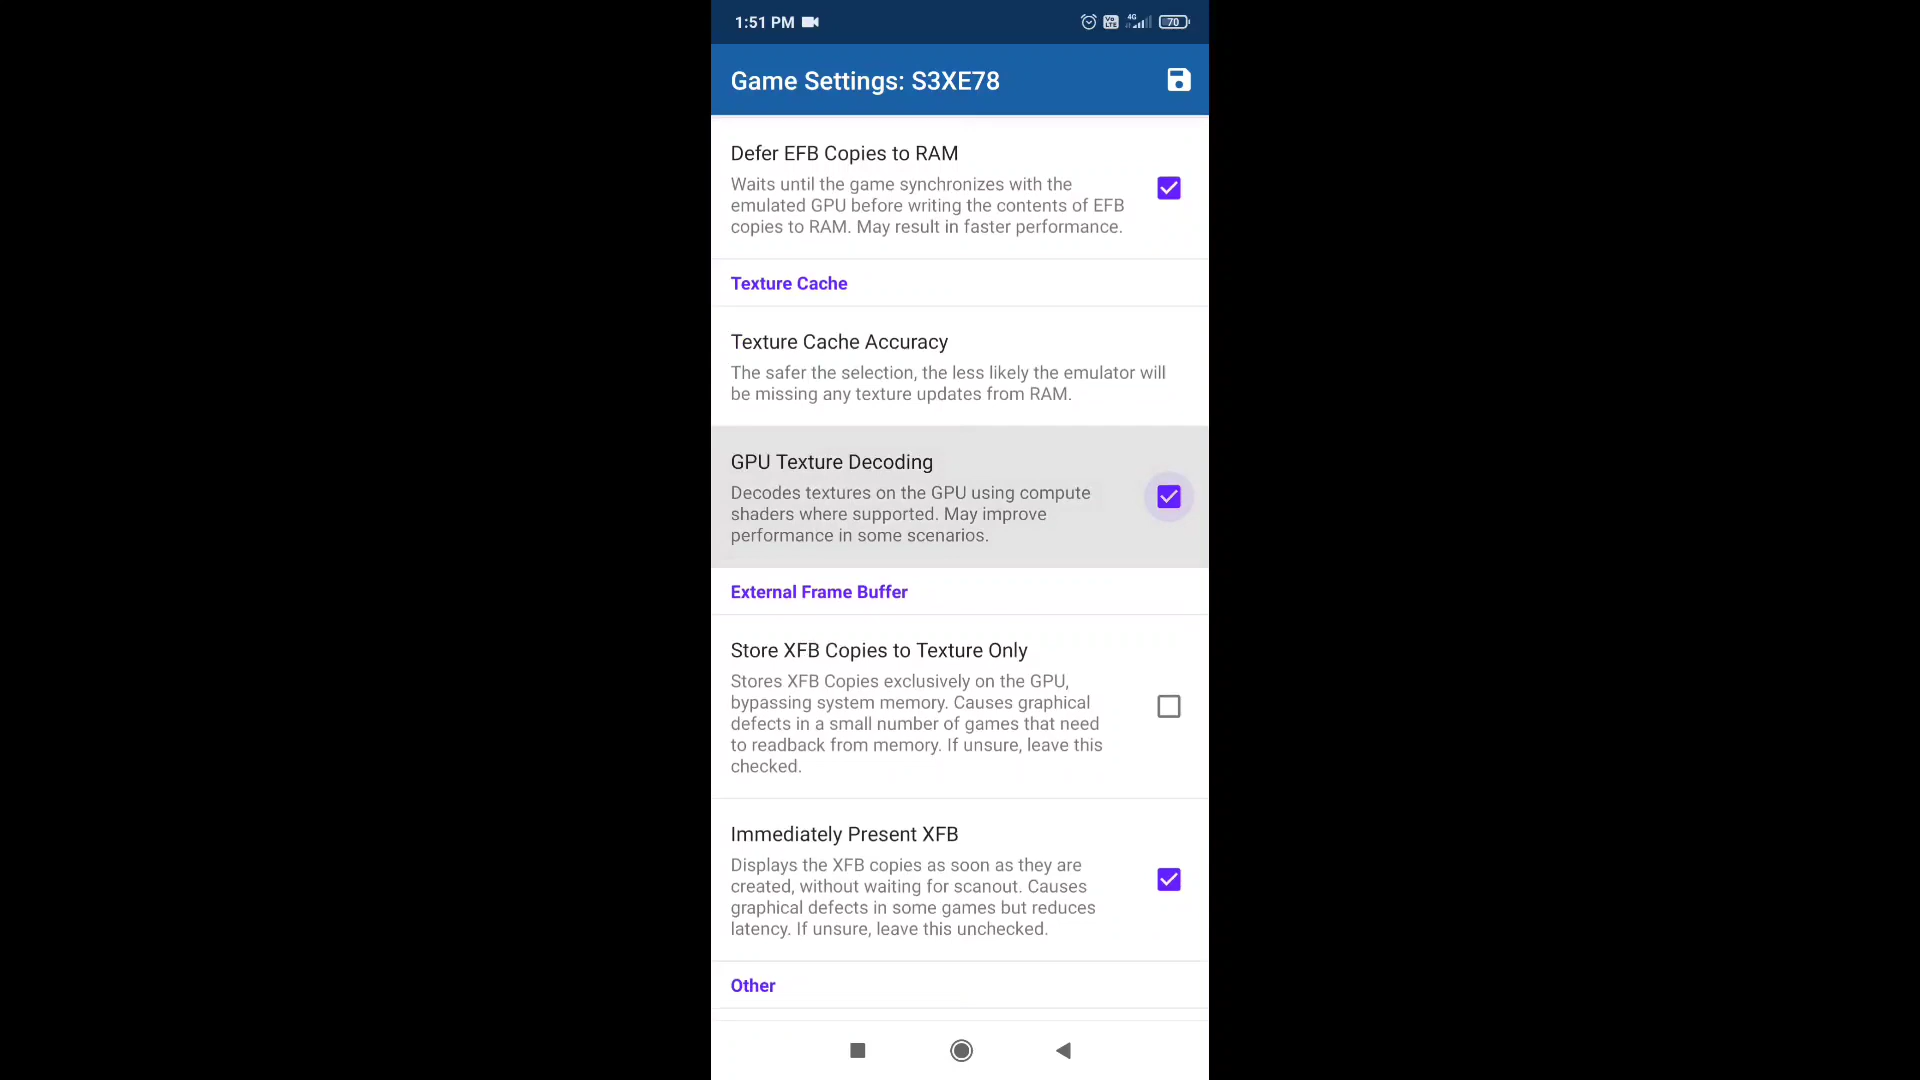 1:51 PM
Vo LTE 4G 70
Game Settings: S3XE78
Defer EFB Copies to RAM
Waits until the game synchronizes with the
emulated GPU before writing the contents of EFB
copies to RAM. May result in faster performance.
Texture Cache
Texture Cache Accuracy
The safer the selection, the less likely the emulator will
be missing any texture updates from RAM.
GPU Texture Decoding
Decodes textures on the GPU using compute
shaders where supported. May improve
performance in some scenarios.
External Frame Buffer
Store XFB Copies to Texture Only
Stores XFB Copies exclusively on the GPU,
bypassing system memory. Causes graphical
defects in a small number of games that need
to readback from memory. If unsure, leave this
checked.
Immediately Present XFB
Displays the XFB copies as soon as they are
created, without waiting for scanout. Causes
graphical defects in some games but reduces
latency. If unsure, leave this unchecked.
Other